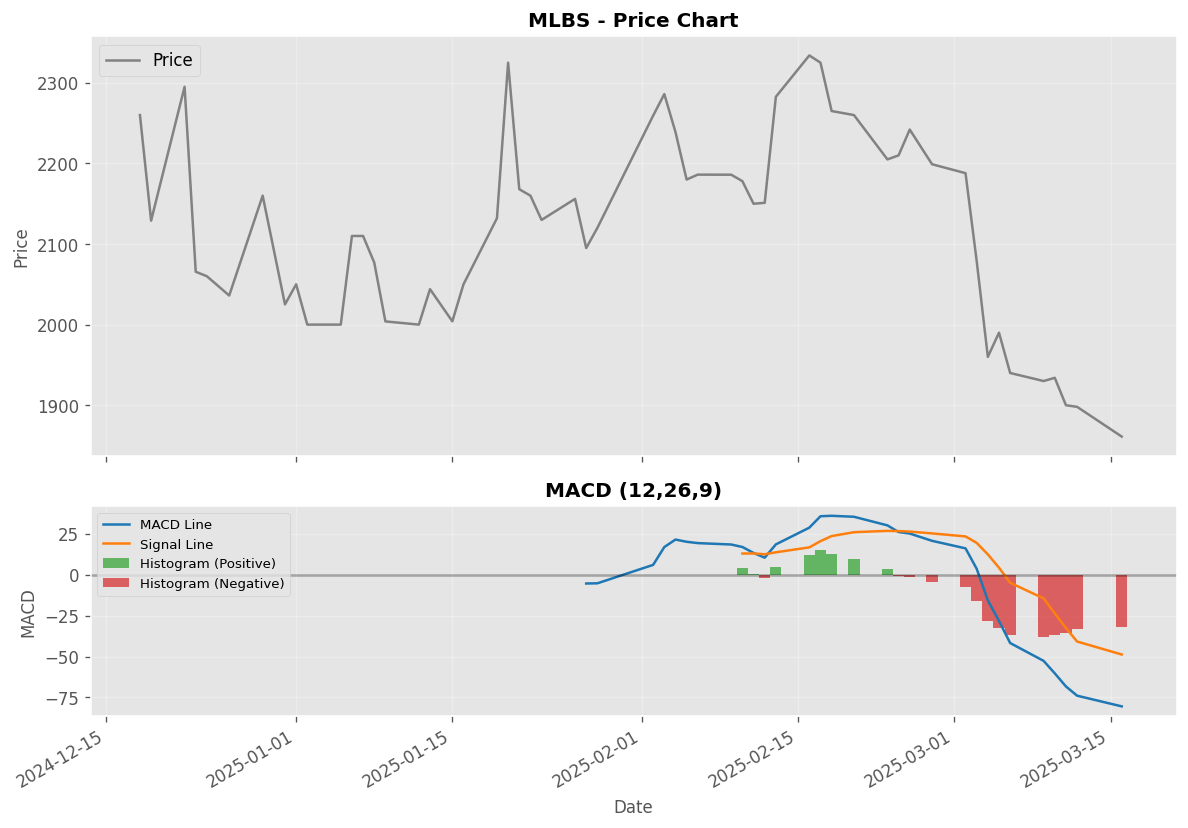 MLBS - Price Chart
Price
2300
2200
2100
2000
1900
Price
MACD (12,26,9)
MACD Line
Signal Line
Histogram (Positive)
Histogram (Negative)
25
0
−25
−50
−75
MACD
2024-12-15
2025-01-01
2025-01-15
2025-02-01
2025-02-15
2025-03-01
2025-03-15
Date